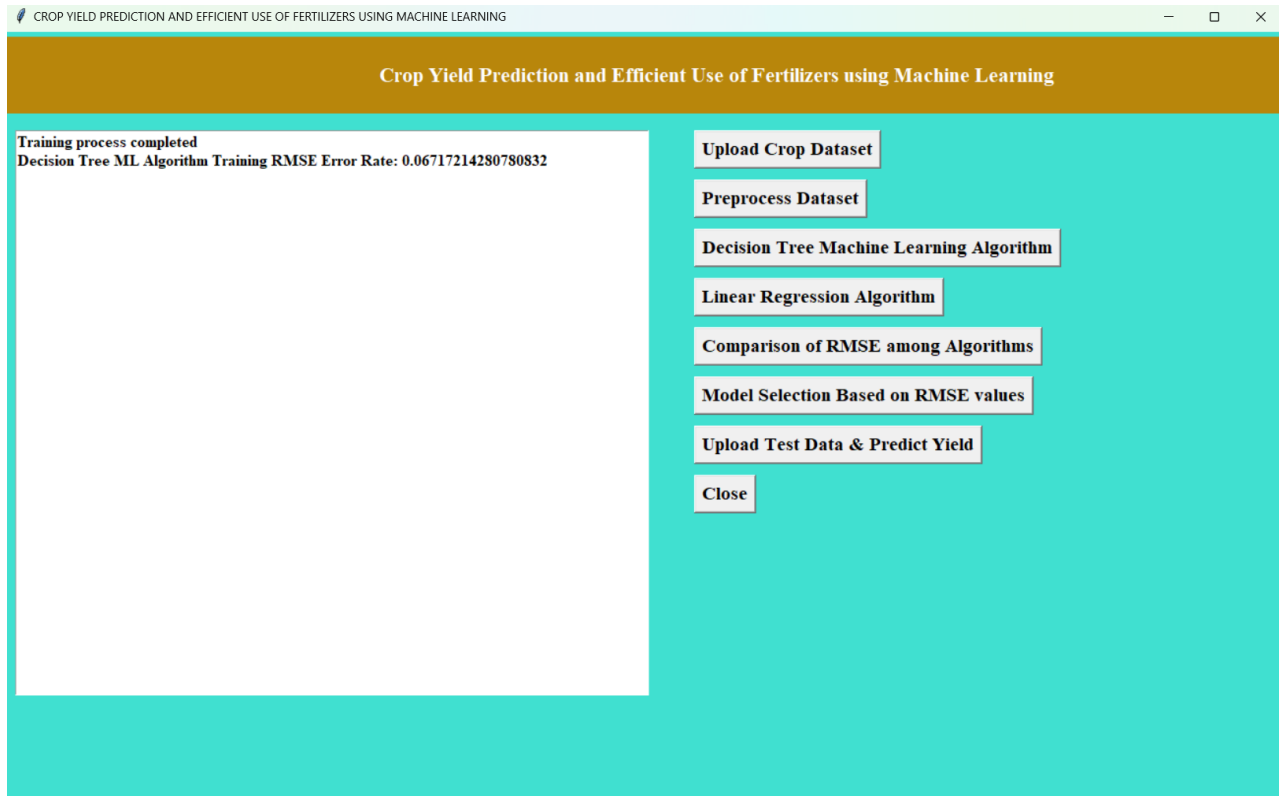 CROP YIELD PREDICTION AND EFFICIENT USE OF FERTILIZERS USING MACHINE LEARNING
Crop Yield Prediction and Efficient Use of Fertilizers using Machine Learning
Training process completed
Decision Tree ML Algorithm Training RMSE Error Rate: 0.06717214280780832
Upload Crop Dataset
Preprocess Dataset
Decision Tree Machine Learning Algorithm
Linear Regression Algorithm
Comparison of RMSE among Algorithms
Model Selection Based on RMSE values
Upload Test Data & Predict Yield
Close